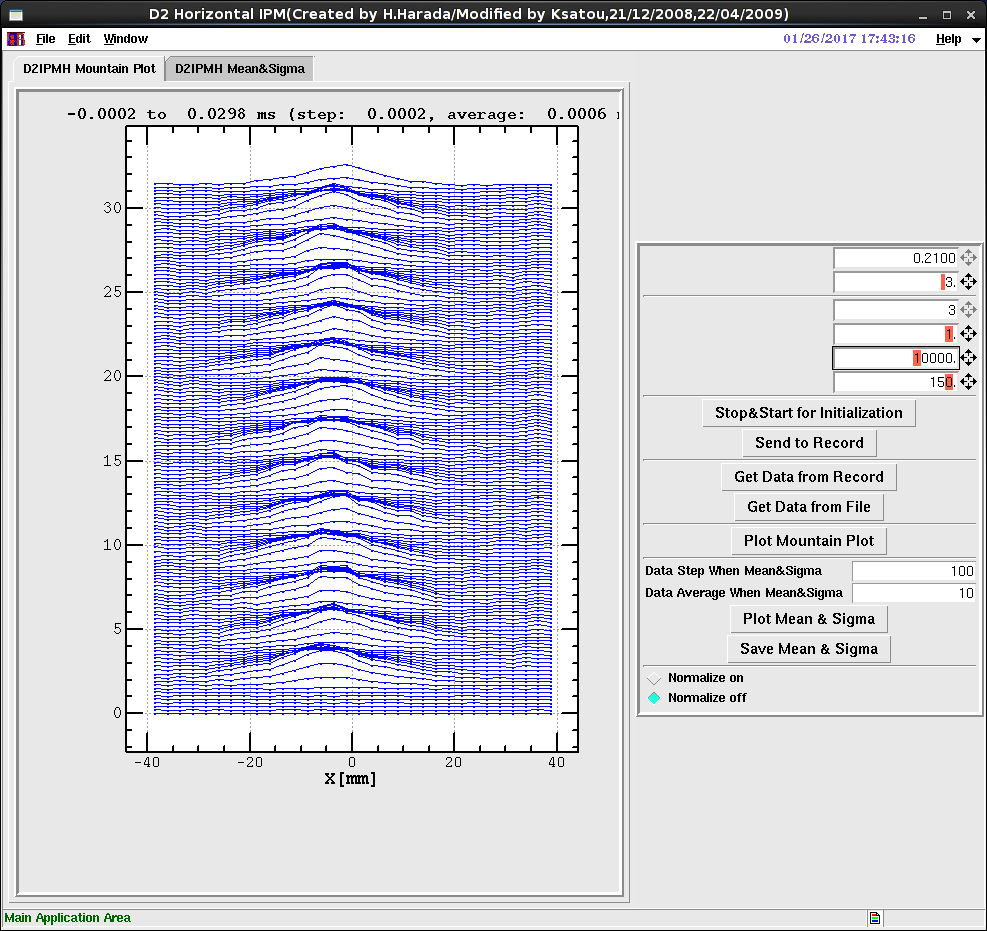 D2 Horizontal IPM(Created by H.Harada/Modified by Ksatou,21/12/2008,22/04/2009)
File Edit Window 01/26/2017 17:43:16 Help
D2IPMH Mountain Plot D2IPMH Mean&Sigma
-0.0002 to 0.0298 ms (step: 0.0002, average: 0.0006
30
25
20
15
10
5
0
-40 -20 0 20 40
X[mm]
0.2100
3.
3
1.
10000.
150.
Stop&Start for Initialization
Send to Record
Get Data from Record
Get Data from File
Plot Mountain Plot
Data Step When Mean&Sigma 100
Data Average When Mean&Sigma 10
Plot Mean & Sigma
Save Mean & Sigma
Normalize on
Normalize off
Main Application Area